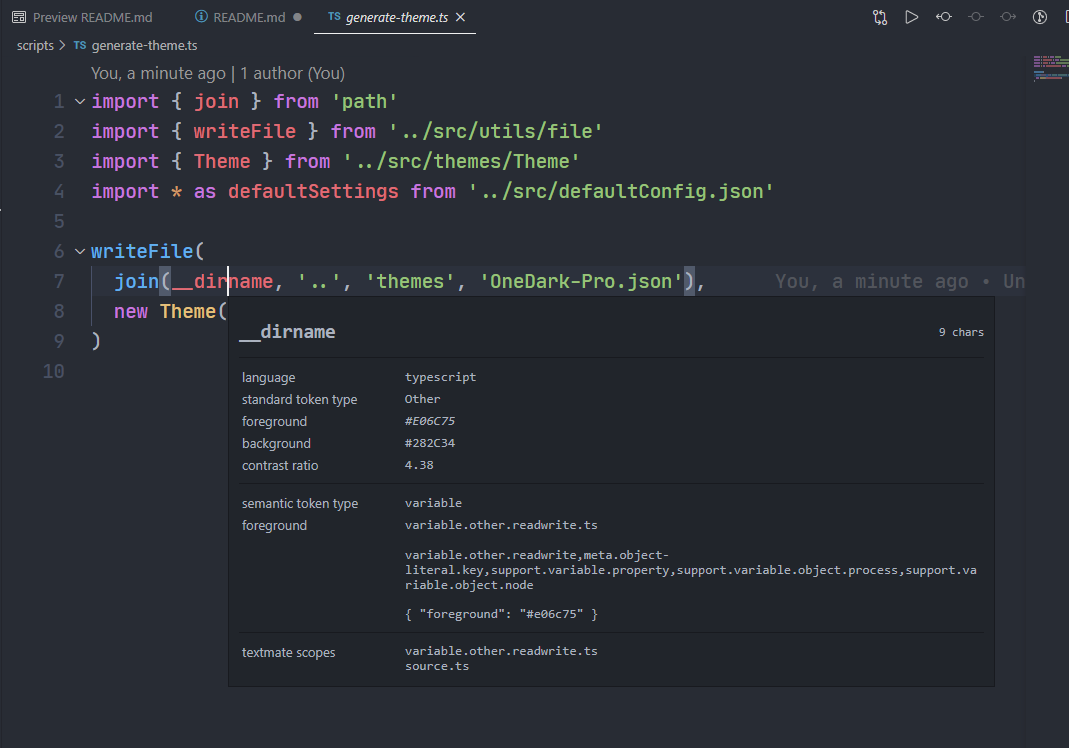 Preview README.md README.md TS generate-theme.ts
scripts TS generate-theme.ts
You, a minute ago | 1 author (You)
1 import { join } from 'path'
2 import { writeFile } from '../src/utils/file'
3 import { Theme } from '../src/themes/Theme'
4 import * as defaultSettings from '../src/defaultConfig.json'
5
6 writeFile(
7 join(__dirname, '..', 'themes', 'OneDark-Pro.json'), You, a minute ago • Un
8 new Theme(
9 )
10
__dirname 9 chars
language typescript
standard token type Other
foreground #E06C75
background #282C34
contrast ratio 4.38
semantic token type variable
foreground variable.other.readwrite.ts
variable.other.readwrite,meta.object-
literal.key,support.variable.property,support.variable.object.process,support.va
riable.object.node
{ "foreground": "#e06c75" }
textmate scopes variable.other.readwrite.ts
source.ts